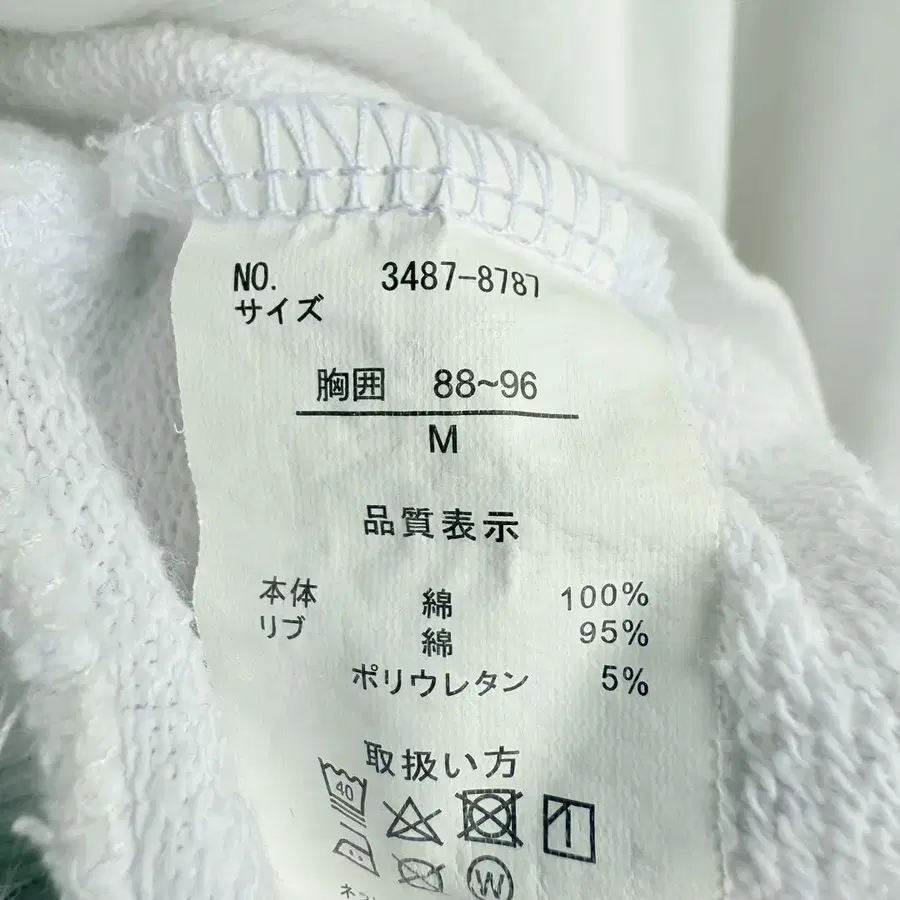 NO. 3487-8787
サイズ
胸囲 88~96
M
品質表示
本体 綿 100%
リブ 綿 95%
ポリウレタン 5%
取扱い方
40
W